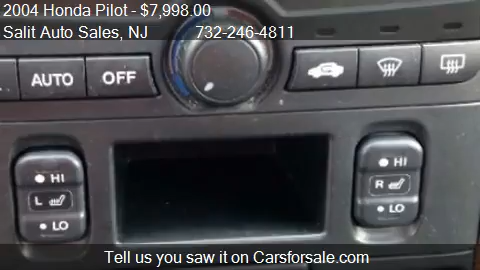 2004 Honda Pilot - $7,998.00
Salit Auto Sales, NJ 732-246-4811
AUTO OFF
HI
L
LO
HI
R
LO
Tell us you saw it on Carsforsale.com